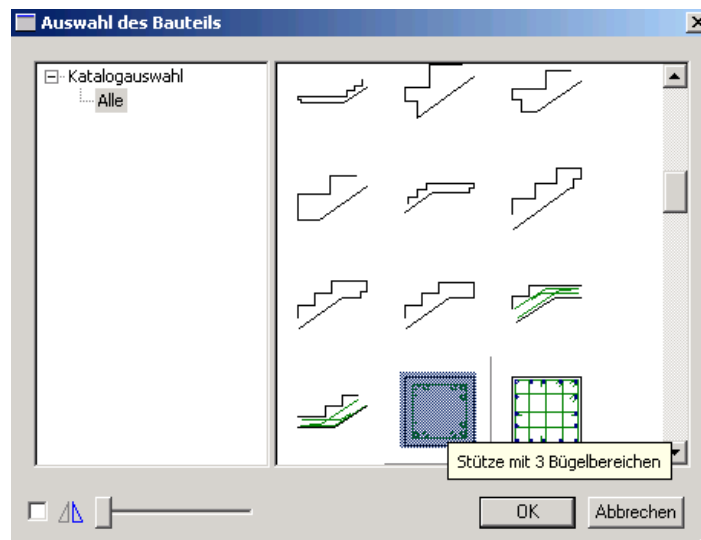 Auswahl des Bauteils
Katalogauswahl
Alle
Stütze mit 3 Bügelbereichen
OK
Abbrechen